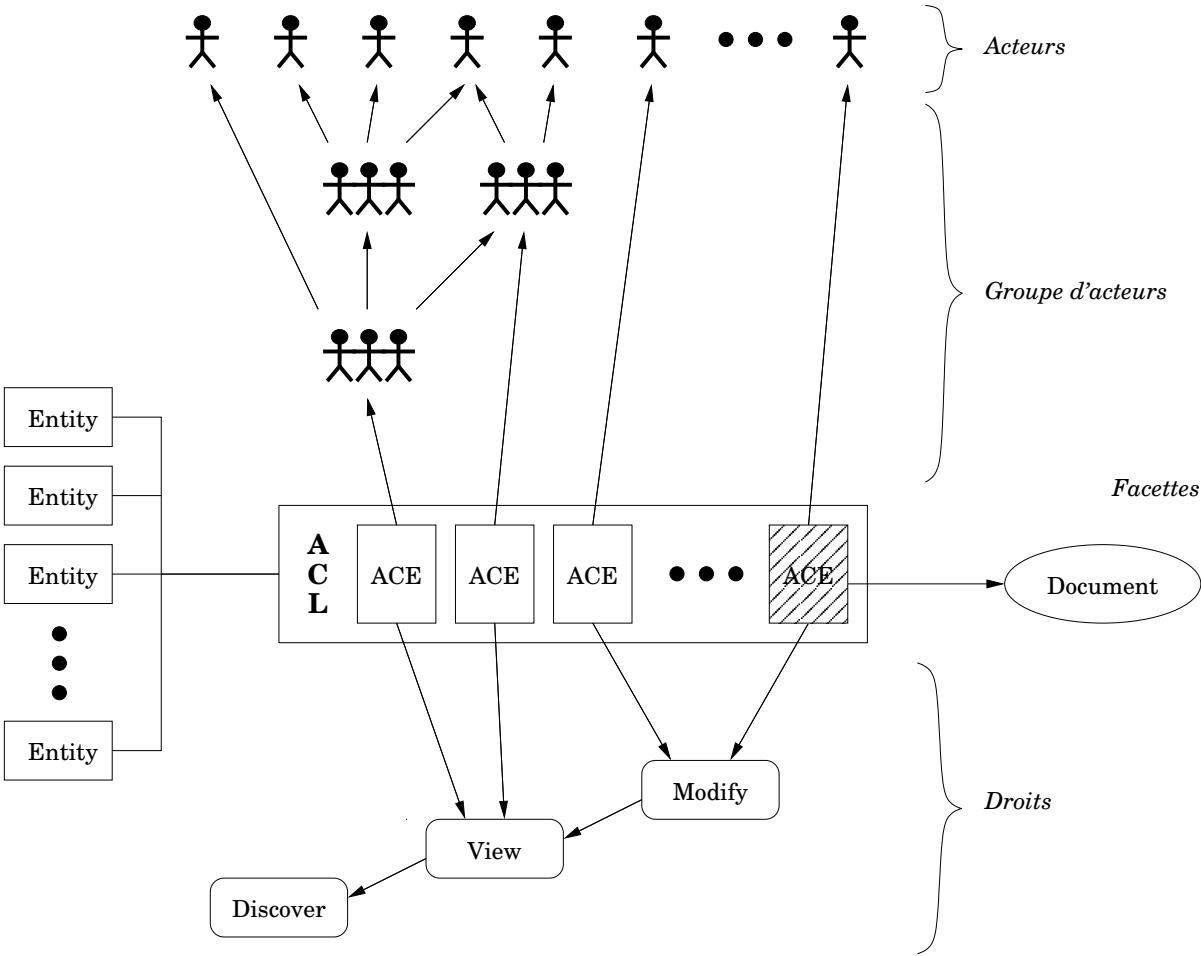 Acteurs
Groupe d'acteurs
Entity
Entity
Facettes
A
C
L
ACE
ACE
ACE
ACE
Entity
Document
Entity
Modify
Droits
View
Discover